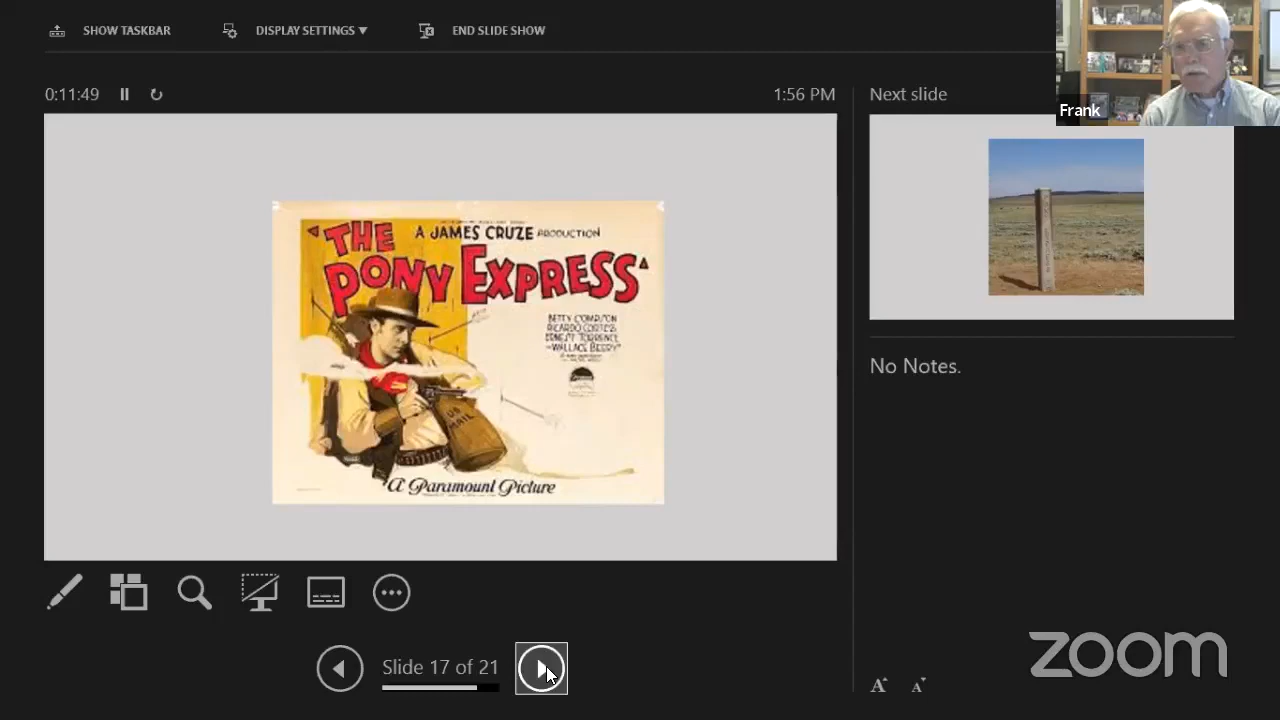 SHOW TASKBAR
DISPLAY SETTINGS ▼
END SLIDE SHOW
0:11:49
1:56 PM
Next slide
Frank
THE
A JAMES CRUZE PRODUCTION
PONY EXPRESS
BETTY COMPSON
RICARDO CORTEZ
ERNEST TORRENCE
WALLACE BEERY
US
MAIL
A Paramount Picture
No Notes.
Slide 17 of 21
zoom
A A